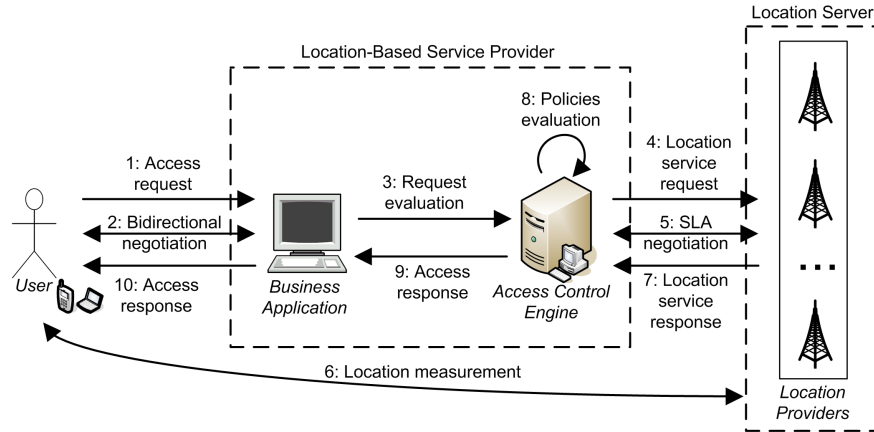 Location Server
Location-Based Service Provider
8: Policies
evaluation
1: Access
request
3: Request
evaluation
4: Location
service
request
2: Bidirectional
negotiation
5: SLA
negotiation
10: Access
response
9: Access
response
7: Location
service
response
User
Business
Application
Access Control
Engine
6: Location measurement
Location
Providers